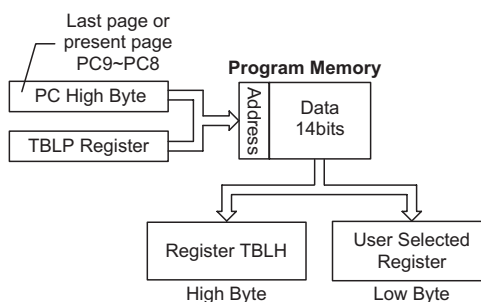 Last page or
present page
PC9~PC8
Program Memory
PC High Byte
TBLP Register
Address
Data
14bits
Register TBLH
User Selected
Register
High Byte
Low Byte